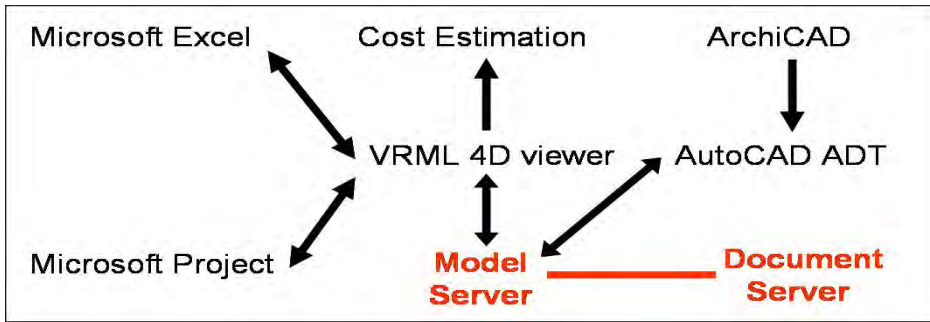 Microsoft Excel
Cost Estimation
ArchiCAD
VRML 4D viewer
AutoCAD ADT
Microsoft Project
Model
Server
Document
Server